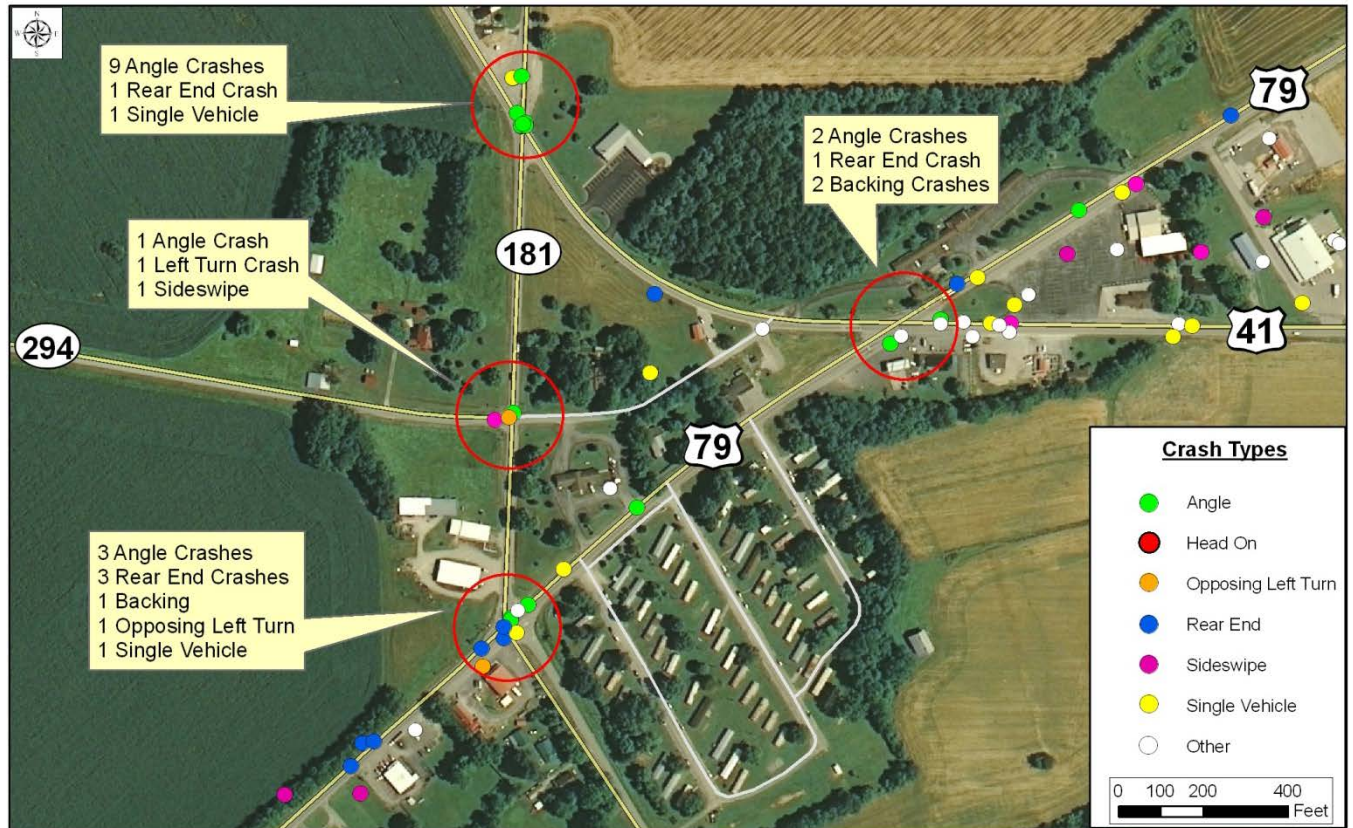 N
W E
S
9 Angle Crashes
1 Rear End Crash
1 Single Vehicle
79
2 Angle Crashes
1 Rear End Crash
2 Backing Crashes
1 Angle Crash
1 Left Turn Crash
1 Sideswipe
181
294
41
79
3 Angle Crashes
3 Rear End Crashes
1 Backing
1 Opposing Left Turn
1 Single Vehicle
Crash Types
Angle
Head On
Opposing Left Turn
Rear End
Sideswipe
Single Vehicle
Other
0 100 200 400
Feet